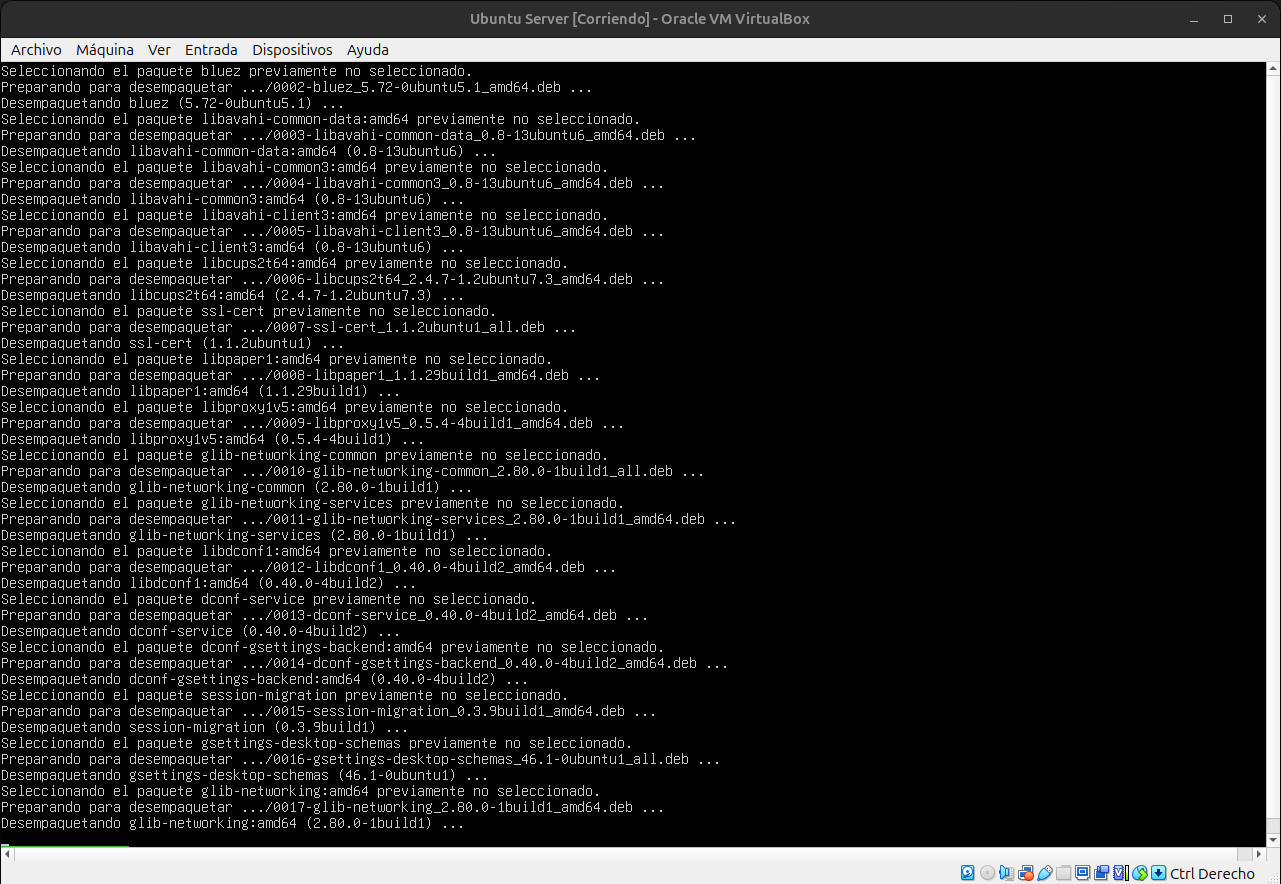 Ubuntu Server [Corriendo] - Oracle VM VirtualBox
Archivo Máquina Ver Entrada Dispositivos Ayuda
Seleccionando el paquete bluez previamente no seleccionado.
Preparando para desempaquetar .../0002-bluez_5.72-0ubuntu5.1_amd64.deb ...
Desempaquetando bluez (5.72-0ubuntu5.1) ...
Seleccionando el paquete libavahi-common-data:amd64 previamente no seleccionado.
Preparando para desempaquetar .../0003-libavahi-common-data_0.8-13ubuntu6_amd64.deb ...
Desempaquetando libavahi-common-data:amd64 (0.8-13ubuntu6) ...
Seleccionando el paquete libavahi-common3:amd64 previamente no seleccionado.
Preparando para desempaquetar .../0004-libavahi-common3_0.8-13ubuntu6_amd64.deb ...
Desempaquetando libavahi-common3:amd64 (0.8-13ubuntu6) ...
Seleccionando el paquete libavahi-client3:amd64 previamente no seleccionado.
Preparando para desempaquetar .../0005-libavahi-client3_0.8-13ubuntu6_amd64.deb ...
Desempaquetando libavahi-client3:amd64 (0.8-13ubuntu6) ...
Seleccionando el paquete libcups2t64:amd64 previamente no seleccionado.
Preparando para desempaquetar .../0006-libcups2t64_2.4.7-1.2ubuntu7.3_amd64.deb ...
Desempaquetando libcups2t64:amd64 (2.4.7-1.2ubuntu7.3) ...
Seleccionando el paquete ssl-cert previamente no seleccionado.
Preparando para desempaquetar .../0007-ssl-cert_1.1.2ubuntu1_all.deb ...
Desempaquetando ssl-cert (1.1.2ubuntu1) ...
Seleccionando el paquete libpaper1:amd64 previamente no seleccionado.
Preparando para desempaquetar .../0008-libpaper1_1.1.29build1_amd64.deb ...
Desempaquetando libpaper1:amd64 (1.1.29build1) ...
Seleccionando el paquete libproxy1v5:amd64 previamente no seleccionado.
Preparando para desempaquetar .../0009-libproxy1v5_0.5.4-4build1_amd64.deb ...
Desempaquetando libproxy1v5:amd64 (0.5.4-4build1) ...
Seleccionando el paquete glib-networking-common previamente no seleccionado.
Preparando para desempaquetar .../0010-glib-networking-common_2.80.0-1build1_all.deb ...
Desempaquetando glib-networking-common (2.80.0-1build1) ...
Seleccionando el paquete glib-networking-services previamente no seleccionado.
Preparando para desempaquetar .../0011-glib-networking-services_2.80.0-1build1_amd64.deb ...
Desempaquetando glib-networking-services (2.80.0-1build1) ...
Seleccionando el paquete libdconf1:amd64 previamente no seleccionado.
Preparando para desempaquetar .../0012-libdconf1_0.40.0-4build2_amd64.deb ...
Desempaquetando libdconf1:amd64 (0.40.0-4build2) ...
Seleccionando el paquete dconf-service previamente no seleccionado.
Preparando para desempaquetar .../0013-dconf-service_0.40.0-4build2_amd64.deb ...
Desempaquetando dconf-service (0.40.0-4build2) ...
Seleccionando el paquete dconf-gsettings-backend:amd64 previamente no seleccionado.
Preparando para desempaquetar .../0014-dconf-gsettings-backend_0.40.0-4build2_amd64.deb ...
Desempaquetando dconf-gsettings-backend:amd64 (0.40.0-4build2) ...
Seleccionando el paquete session-migration previamente no seleccionado.
Preparando para desempaquetar .../0015-session-migration_0.3.9build1_amd64.deb ...
Desempaquetando session-migration (0.3.9build1) ...
Seleccionando el paquete gsettings-desktop-schemas previamente no seleccionado.
Preparando para desempaquetar .../0016-gsettings-desktop-schemas_46.1-0ubuntu1_all.deb ...
Desempaquetando gsettings-desktop-schemas (46.1-0ubuntu1) ...
Seleccionando el paquete glib-networking:amd64 previamente no seleccionado.
Preparando para desempaquetar .../0017-glib-networking_2.80.0-1build1_amd64.deb ...
Desempaquetando glib-networking:amd64 (2.80.0-1build1) ...
Ctrl Derecho